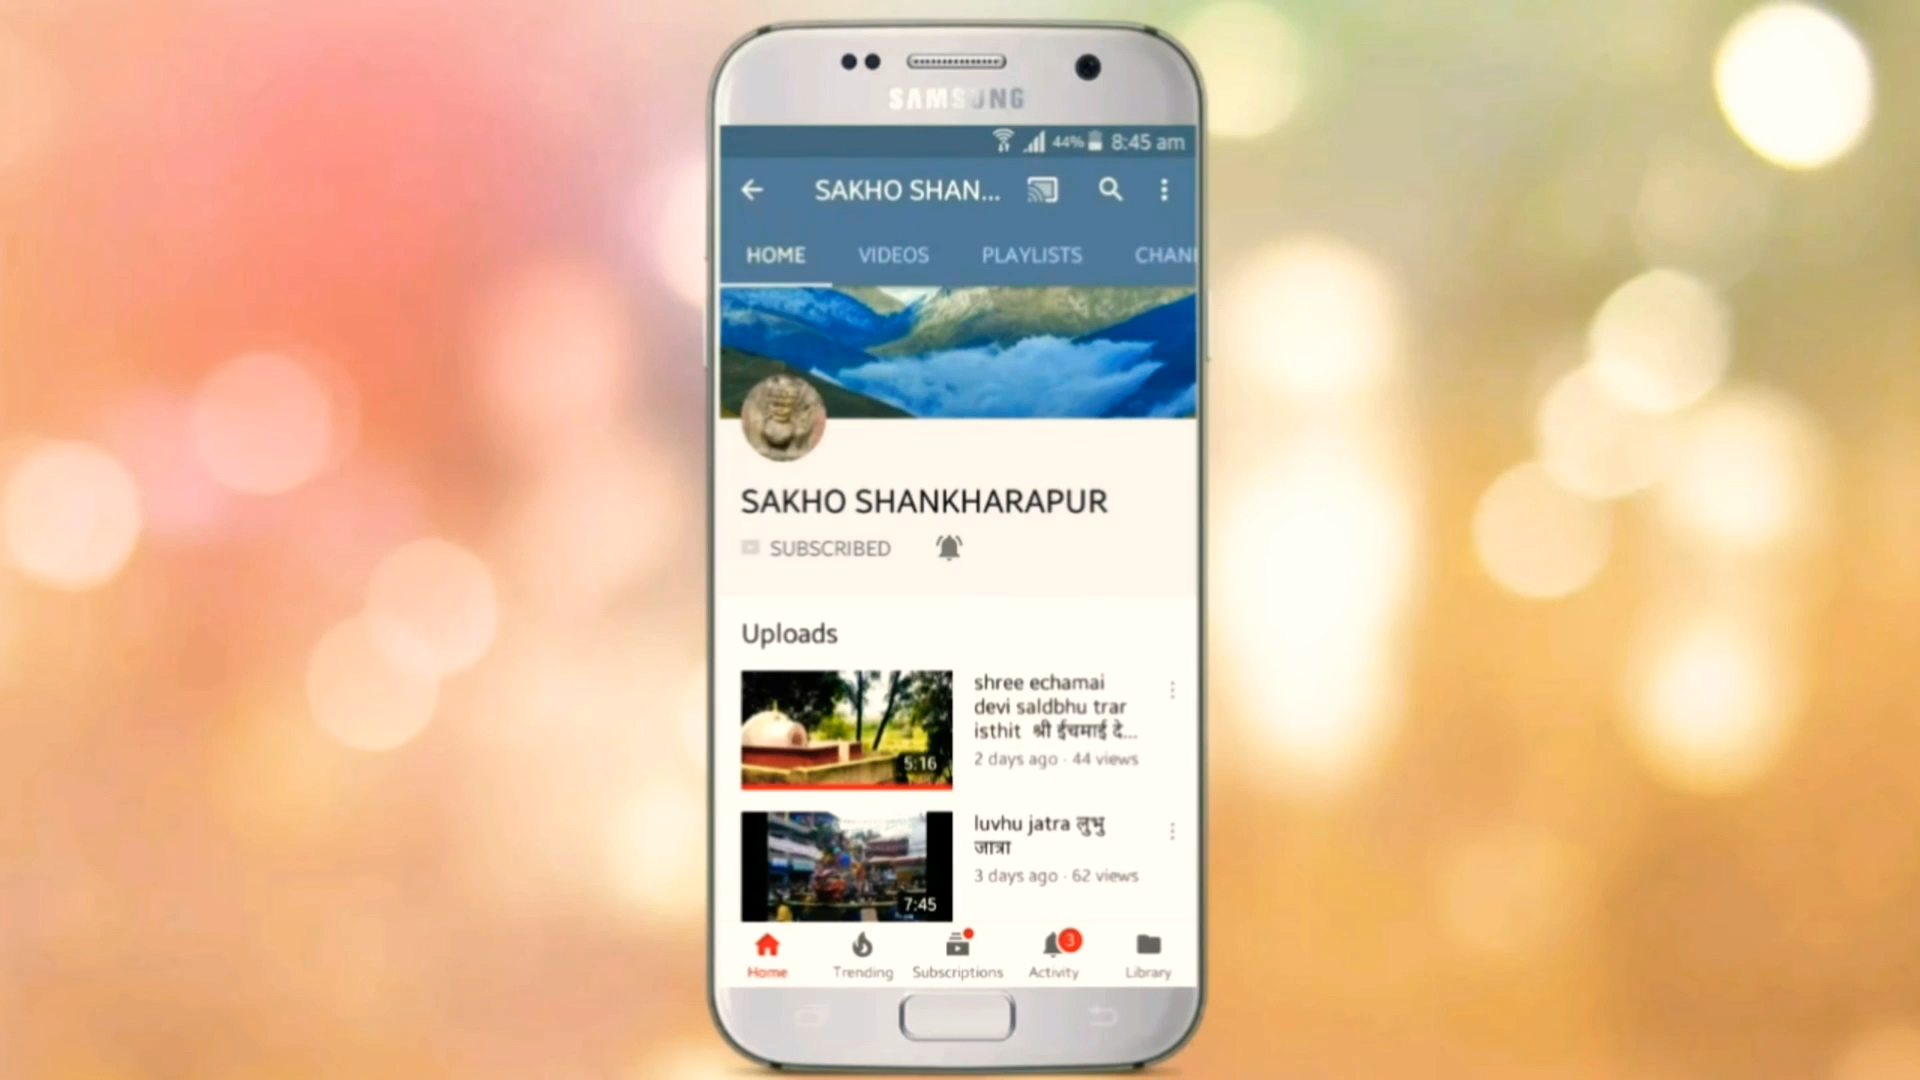 SAMSUNG
44% 8:45 am
SAKHO SHAN...
HOME VIDEOS PLAYLISTS CHAN
SAKHO SHANKHARAPUR
SUBSCRIBED
Uploads
shree echamai
devi saldbhu trar
isthit श्री ईचमाई दे...
2 days ago · 44 views
5:16
luvhu jatra लुभु
जात्रा
3 days ago · 62 views
7:45
3
Home Trending Subscriptions Activity Library